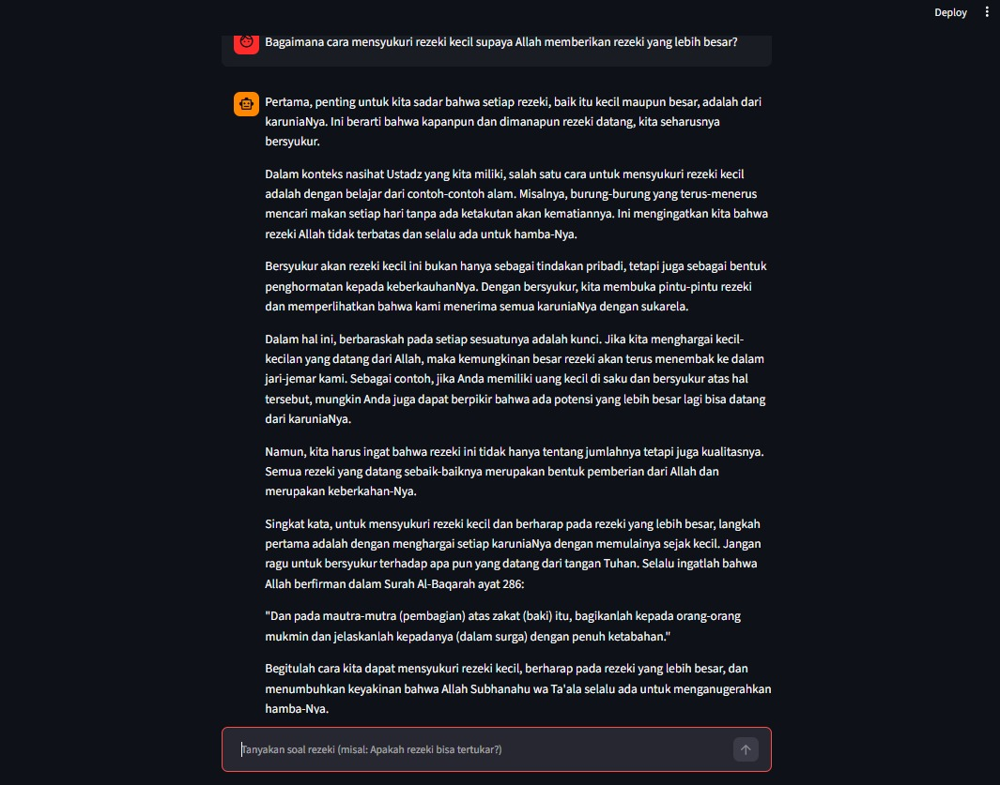 Deploy
Bagaimana cara mensyukuri rezeki kecil supaya Allah memberikan rezeki yang lebih besar?
Pertama, penting untuk kita sadar bahwa setiap rezeki, baik itu kecil maupun besar, adalah dari
karuniaNya. Ini berarti bahwa kapanpun dan dimanapun rezeki datang, kita seharusnya
bersyukur.
Dalam konteks nasihat Ustadz yang kita miliki, salah satu cara untuk mensyukuri rezeki kecil
adalah dengan belajar dari contoh-contoh alam. Misalnya, burung-burung yang terus-menerus
mencari makan setiap hari tanpa ada ketakutan akan kematiannya. Ini mengingatkan kita bahwa
rezeki Allah tidak terbatas dan selalu ada untuk hamba-Nya.
Bersyukur akan rezeki kecil ini bukan hanya sebagai tindakan pribadi, tetapi juga sebagai bentuk
penghormatan kepada keberkauhanNya. Dengan bersyukur, kita membuka pintu-pintu rezeki
dan memperlihatkan bahwa kami menerima semua karuniaNya dengan sukarela.
Dalam hal ini, berbaraskah pada setiap sesuatunya adalah kunci. Jika kita menghargai kecil-
kecilan yang datang dari Allah, maka kemungkinan besar rezeki akan terus menembak ke dalam
jari-jemar kami. Sebagai contoh, jika Anda memiliki uang kecil di saku dan bersyukur atas hal
tersebut, mungkin Anda juga dapat berpikir bahwa ada potensi yang lebih besar lagi bisa datang
dari karuniaNya.
Namun, kita harus ingat bahwa rezeki ini tidak hanya tentang jumlahnya tetapi juga kualitasnya.
Semua rezeki yang datang sebaik-baiknya merupakan bentuk pemberian dari Allah dan
merupakan keberkahan-Nya.
Singkat kata, untuk mensyukuri rezeki kecil dan berharap pada rezeki yang lebih besar, langkah
pertama adalah dengan menghargai setiap karuniaNya dengan memulainya sejak kecil. Jangan
ragu untuk bersyukur terhadap apa pun yang datang dari tangan Tuhan. Selalu ingatlah bahwa
Allah berfirman dalam Surah Al-Baqarah ayat 286:
"Dan pada mautra-mutra (pembagian) atas zakat (baki) itu, bagikanlah kepada orang-orang
mukmin dan jelaskanlah kepadanya (dalam surga) dengan penuh ketabahan."
Begitulah cara kita dapat mensyukuri rezeki kecil, berharap pada rezeki yang lebih besar, dan
menumbuhkan keyakinan bahwa Allah Subhanahu wa Ta'ala selalu ada untuk menganugerahkan
hamba-Nya.
Tanyakan soal rezeki (misal: Apakah rezeki bisa tertukar?)